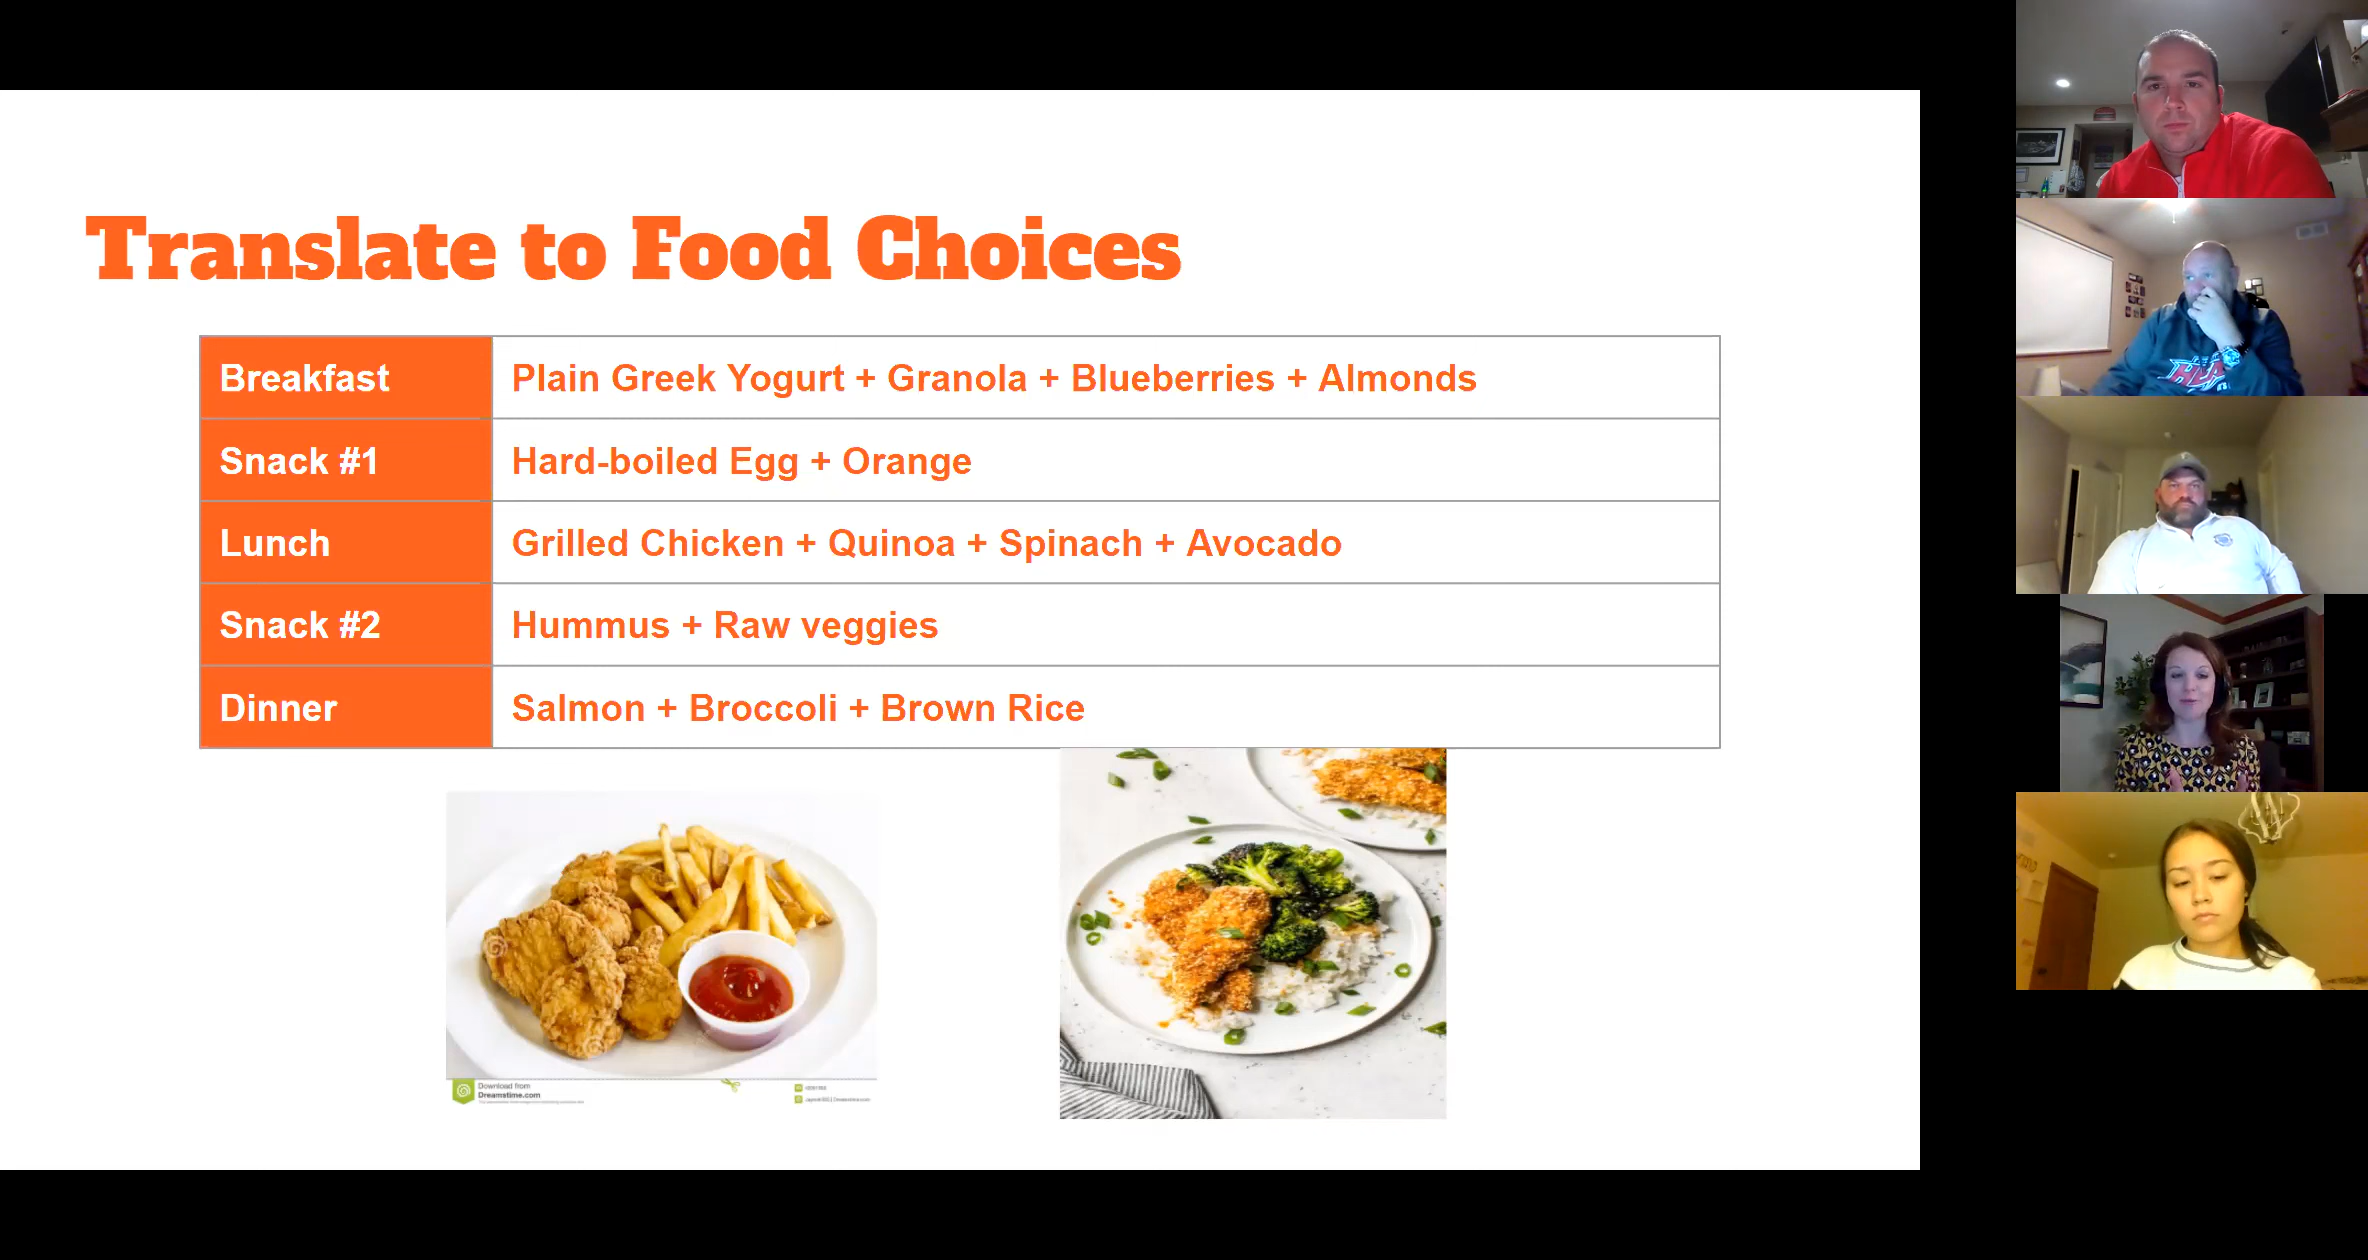 Translate to Food Choices
Breakfast
Plain Greek Yogurt + Granola + Blueberries + Almonds
Snack #1
Hard-boiled Egg + Orange
Lunch
Grilled Chicken + Quinoa + Spinach + Avocado
Snack #2
Hummus + Raw veggies
Dinner
Salmon + Broccoli + Brown Rice
Download from
Dreamstime.com